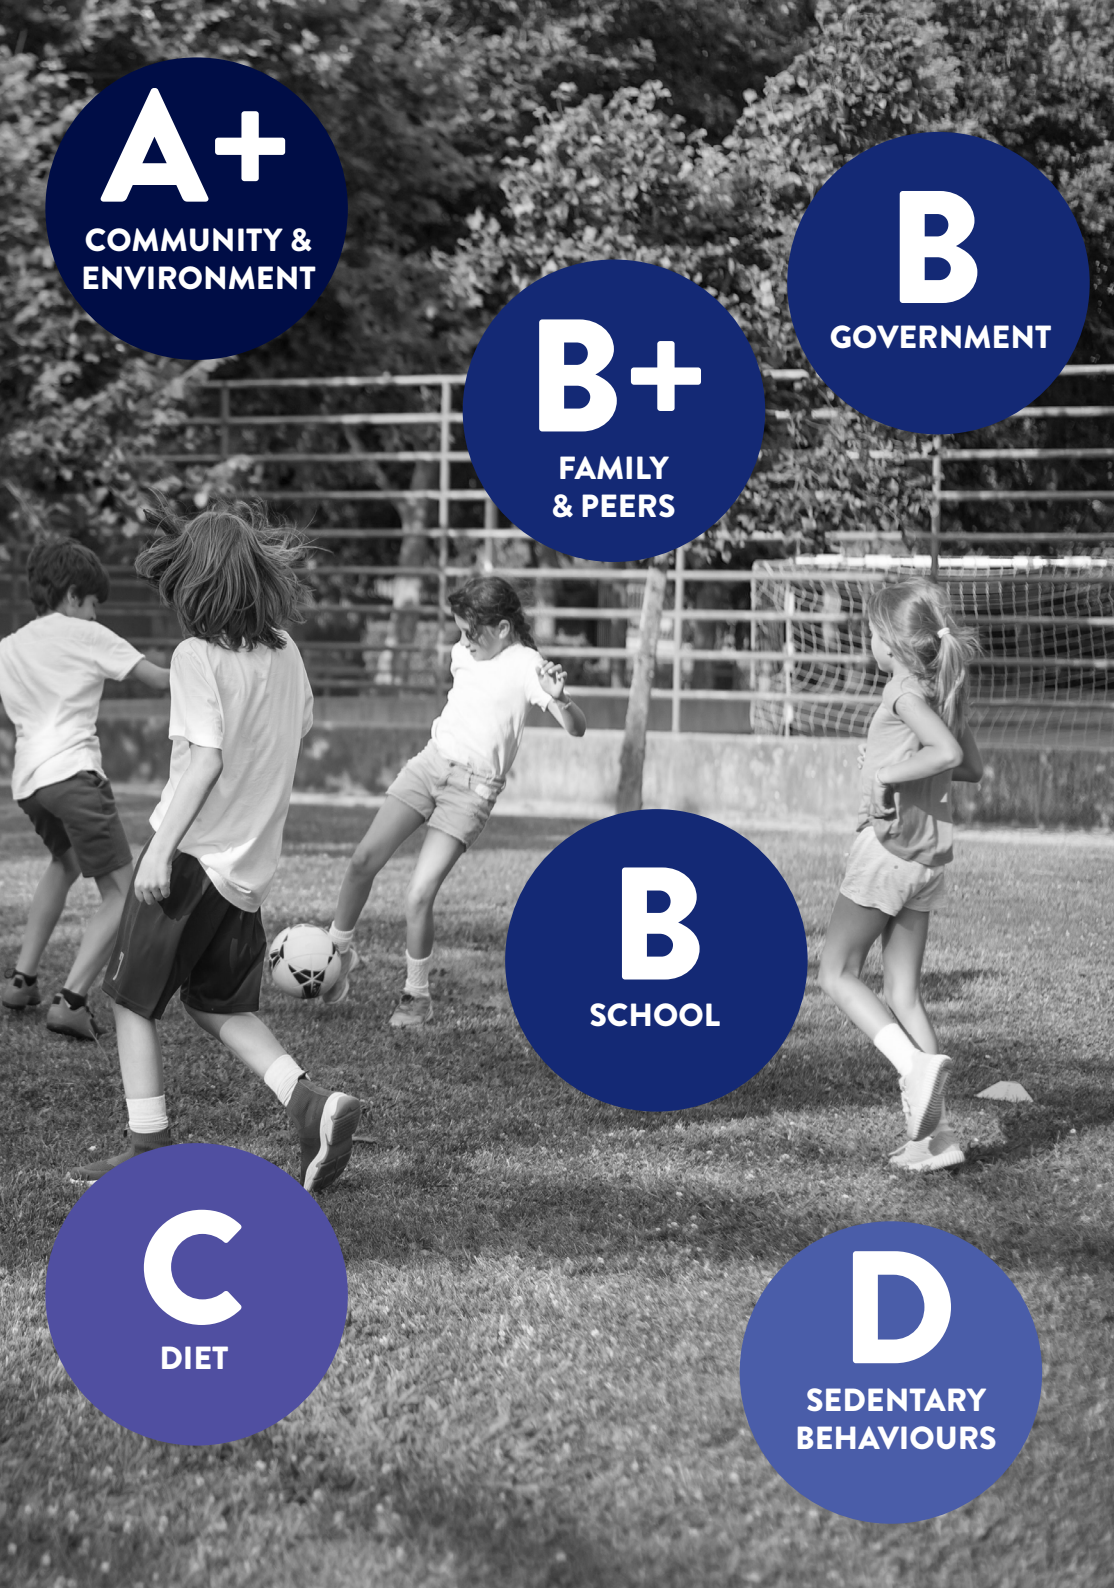 A+
COMMUNITY &
ENVIRONMENT
B
GOVERNMENT
B+
FAMILY
& PEERS
B
SCHOOL
C
DIET
D
SEDENTARY
BEHAVIOURS